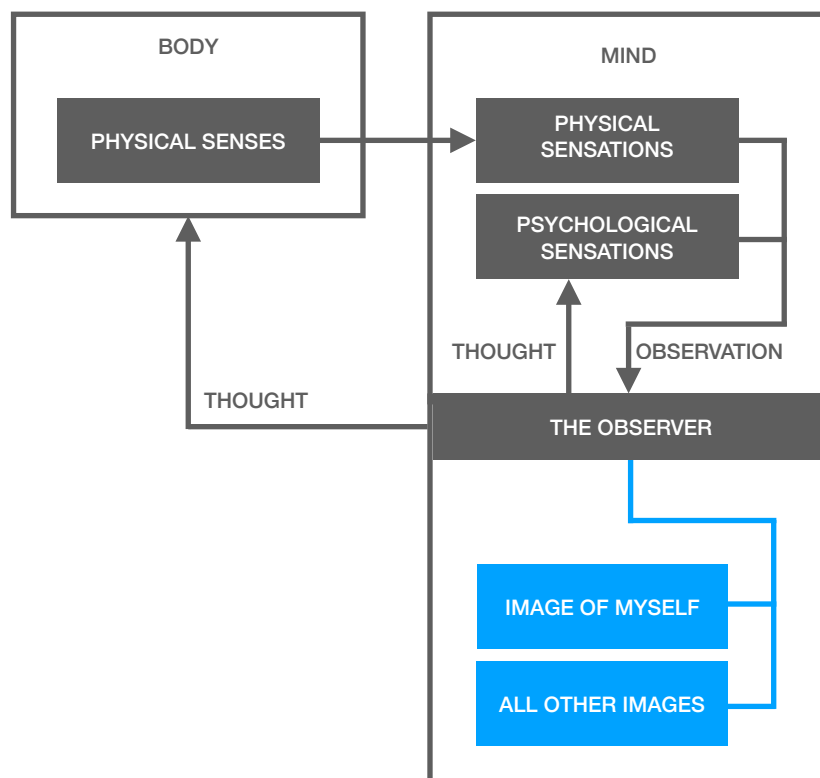 BODY
MIND
PHYSICAL SENSES
PHYSICAL
SENSATIONS
PSYCHOLOGICAL
SENSATIONS
THOUGHT
OBSERVATION
THOUGHT
THE OBSERVER
IMAGE OF MYSELF
ALL OTHER IMAGES